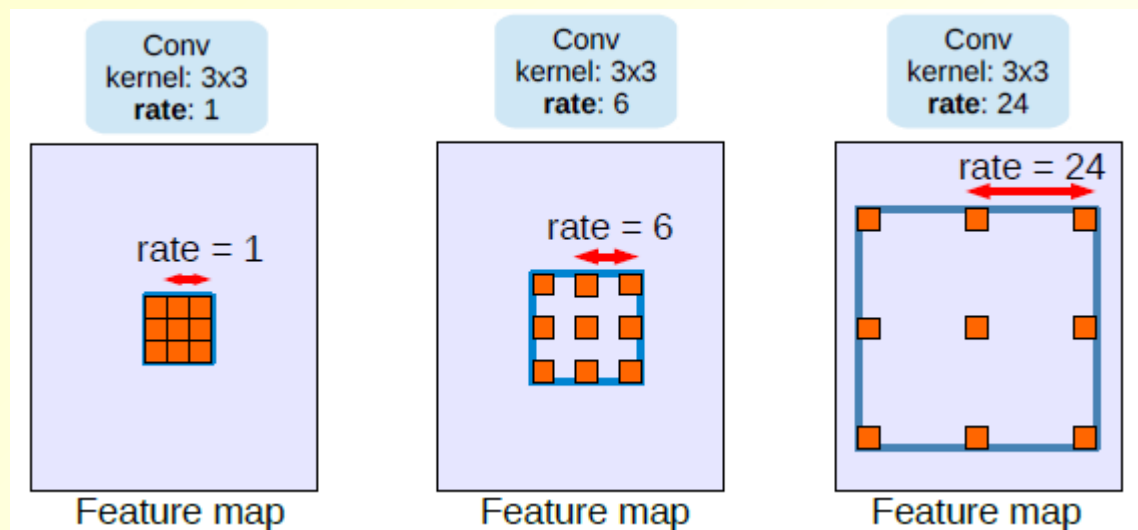 Conv
kernel: 3x3
rate: 1
Conv
kernel: 3x3
rate: 6
Conv
kernel: 3x3
rate: 24
rate = 1
rate = 6
rate = 24
Feature map
Feature map
Feature map